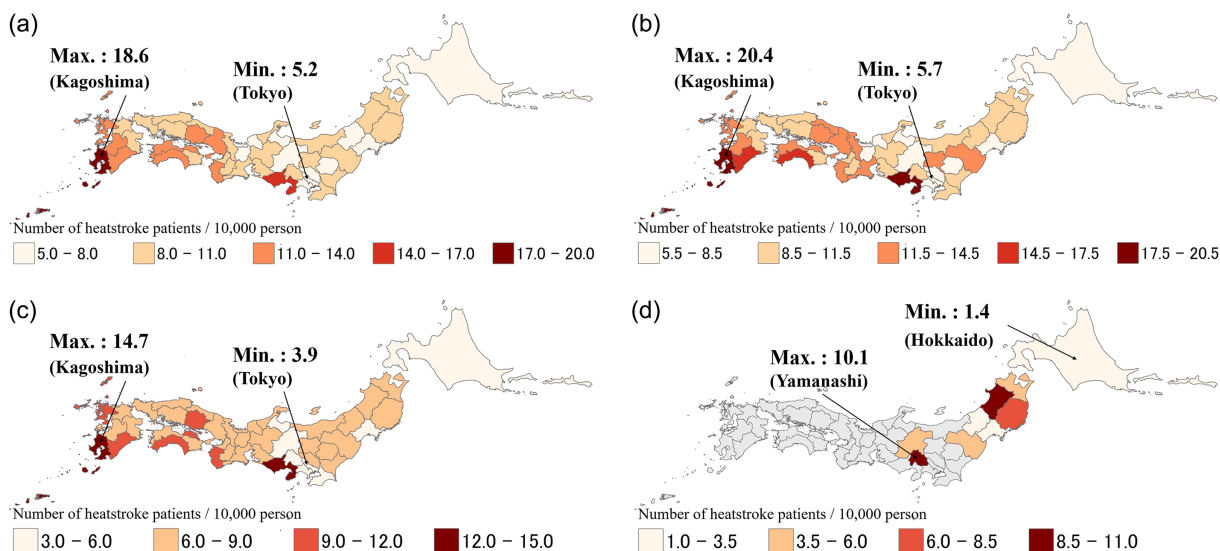 (a)
Max. : 18.6
(Kagoshima)
Min. : 5.2
(Tokyo)
Number of heatstroke patients / 10,000 person
5.0 − 8.0
8.0 − 11.0
11.0 − 14.0
14.0 − 17.0
17.0 − 20.0
(b)
Max. : 20.4
(Kagoshima)
Min. : 5.7
(Tokyo)
Number of heatstroke patients / 10,000 person
5.5 − 8.5
8.5 − 11.5
11.5 − 14.5
14.5 − 17.5
17.5 − 20.5
(c)
Max. : 14.7
(Kagoshima)
Min. : 3.9
(Tokyo)
Number of heatstroke patients / 10,000 person
3.0 − 6.0
6.0 − 9.0
9.0 − 12.0
12.0 − 15.0
(d)
Min. : 1.4
(Hokkaido)
Max. : 10.1
(Yamanashi)
Number of heatstroke patients / 10,000 person
1.0 − 3.5
3.5 − 6.0
6.0 − 8.5
8.5 − 11.0